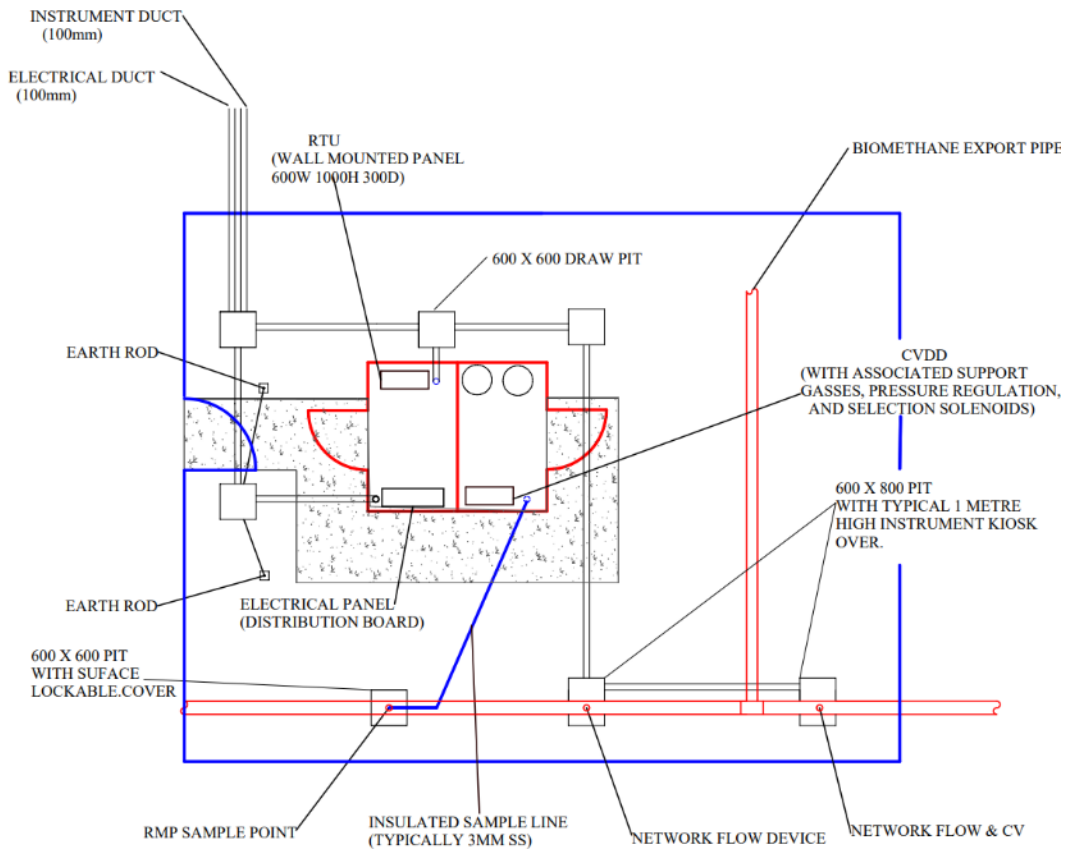 INSTRUMENT DUCT
(100mm)
ELECTRICAL DUCT
(100mm)
RTU
(WALL MOUNTED PANEL
600W 1000H 300D)
BIOMETHANE EXPORT PIPE
600 X 600 DRAW PIT
EARTH ROD
CVDD
(WITH ASSOCIATED SUPPORT
GASSES, PRESSURE REGULATION,
AND SELECTION SOLENOIDS)
600 X 800 PIT
WITH TYPICAL 1 METRE
HIGH INSTRUMENT KIOSK
OVER.
EARTH ROD
ELECTRICAL PANEL
(DISTRIBUTION BOARD)
600 X 600 PIT
WITH SUFACE
LOCKABLE.COVER
RMP SAMPLE POINT
INSULATED SAMPLE LINE
(TYPICALLY 3MM SS)
NETWORK FLOW DEVICE
NETWORK FLOW & CV